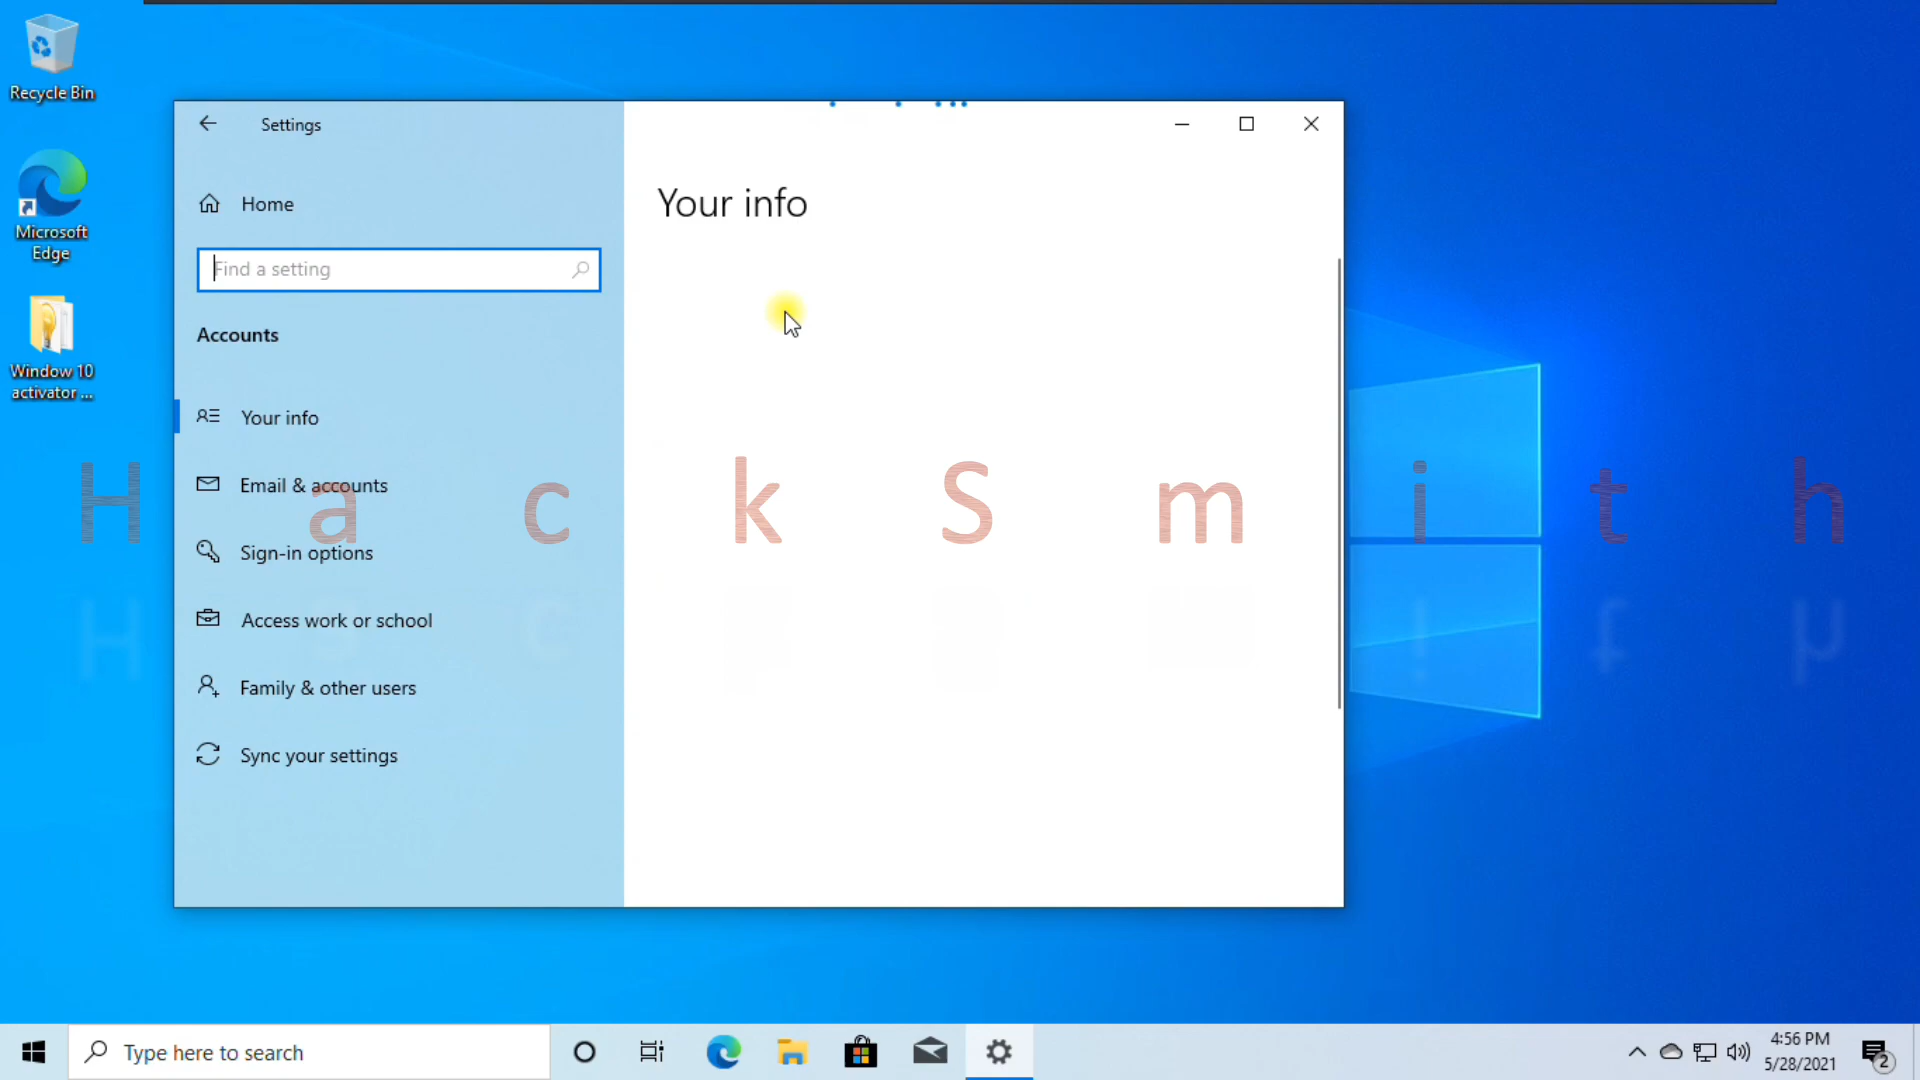 Recycle Bin
Microsoft
Edge
Window 10
activator ...
Settings
Home
Find a setting
Accounts
Your info
Email & accounts
Sign-in options
Access work or school
Family & other users
Sync your settings
Your info
H a c k S m i t h
Type here to search
4:56 PM
5/28/2021
2